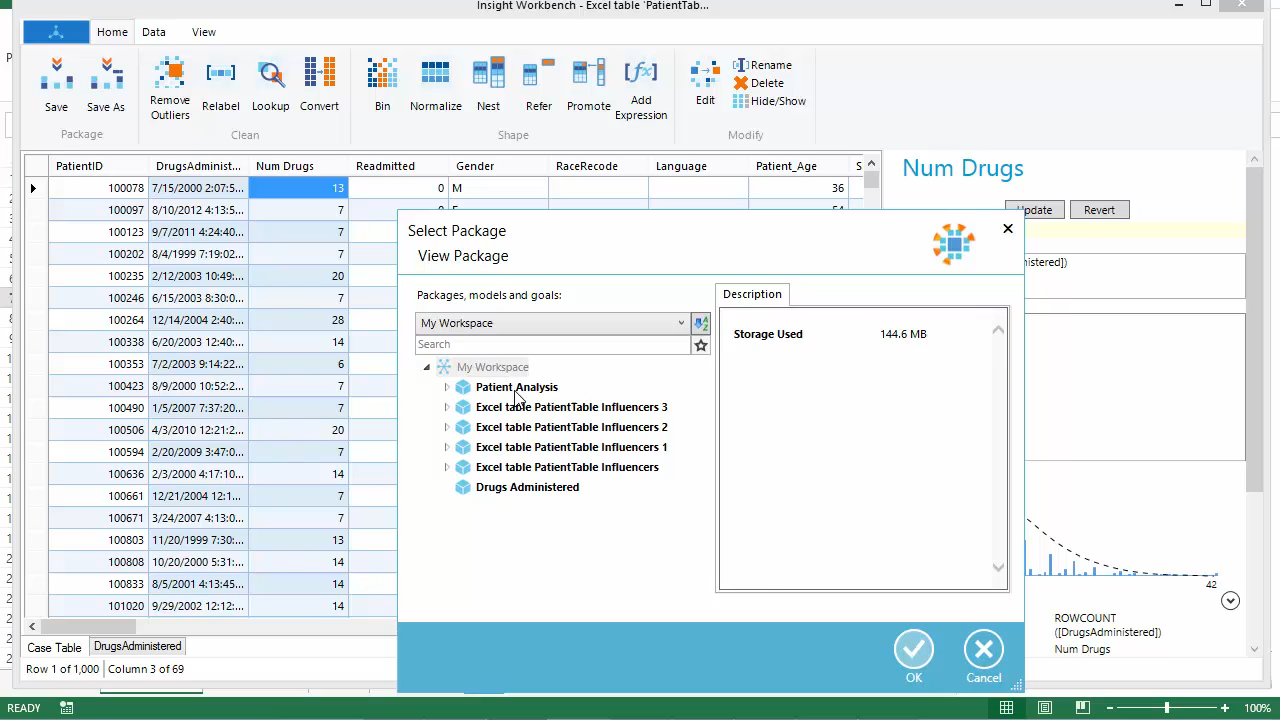 Insight Workbench - Excel table 'PatientTab...
Home Data View
Save
Save As
Remove Outliers
Relabel
Lookup
Convert
Bin
Normalize
Nest
Refer
Promote
Add Expression
Edit
Rename
Delete
Hide/Show
Package
Clean
Shape
Modify
PatientID DrugsAdminist... Num Drugs Readmitted Gender RaceRecode Language Patient_Age S
100078 7/15/2000 2:07:5... 13 0 M 36
100097 8/10/2012 4:13:5... 7
100123 9/7/2011 4:24:40... 7
100202 8/4/1999 7:19:02... 7
100235 2/12/2003 10:49:... 20
100246 6/15/2003 8:30:0... 7
100264 12/14/2004 2:40:... 28
100338 6/20/2003 12:40:... 14
100353 7/2/2003 9:14:22... 6
100423 8/9/2000 10:52:2... 7
100490 1/5/2007 7:37:20... 7
100506 4/3/2010 12:21:2... 20
100594 2/20/2009 3:47:0... 7
100636 2/3/2000 4:17:10... 14
100661 12/21/2004 12:1... 7
100671 3/24/2007 4:13:0... 7
100803 11/20/1999 7:30:... 13
100808 10/20/2000 5:31:... 14
100833 8/5/2001 4:13:45... 14
101020 9/29/2002 12:12:... 14
Case Table DrugsAdministered
Row 1 of 1,000 Column 3 of 69
Num Drugs
Update Revert
nistered])
42
ROWCOUNT
([DrugsAdministered])
Num Drugs
Select Package
View Package
Packages, models and goals:
My Workspace
Search
My Workspace
Patient Analysis
Excel table PatientTable Influencers 3
Excel table PatientTable Influencers 2
Excel table PatientTable Influencers 1
Excel table PatientTable Influencers
Drugs Administered
Description
Storage Used 144.6 MB
OK
Cancel
READY
100%